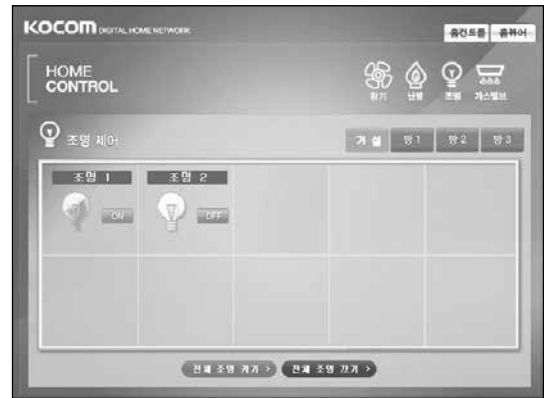 KOCOM DIGITAL HOME NETWORK
홈컨트롤 홈뷰어
HOME
CONTROL
환기 난방 조명 가스밸브
조명 제어
거 실 방 1 방 2 방 3
조명 1 조명 2
ON OFF
전체 조명 켜기 > 전체 조명 끄기 >